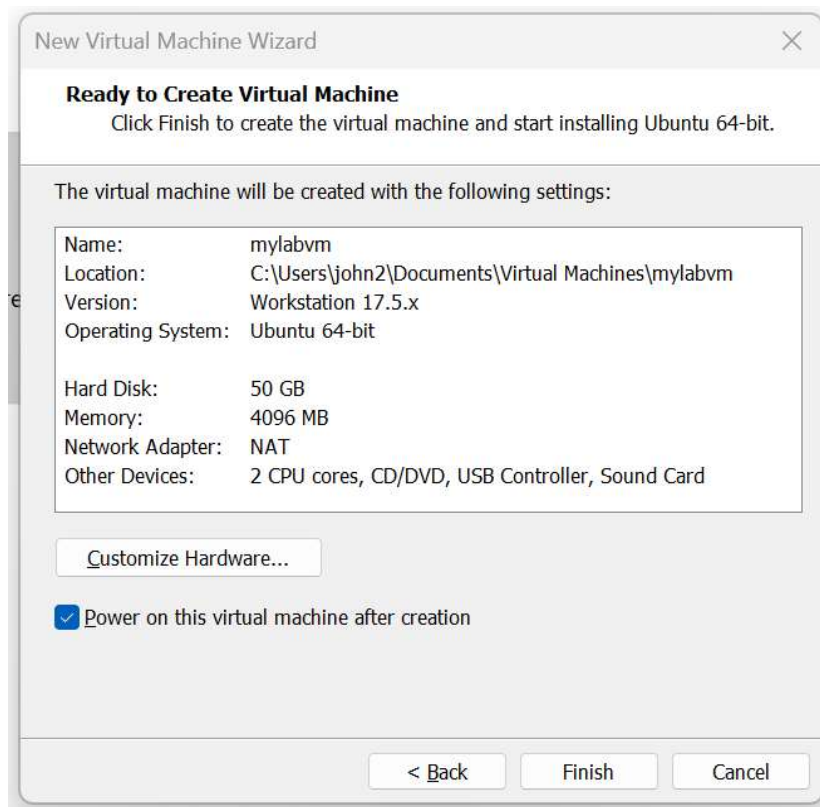 New Virtual Machine Wizard
Ready to Create Virtual Machine
Click Finish to create the virtual machine and start installing Ubuntu 64-bit.
The virtual machine will be created with the following settings:
Name: mylabvm
Location: C:\Users\john2\Documents\Virtual Machines\mylabvm
Version: Workstation 17.5.x
Operating System: Ubuntu 64-bit
Hard Disk: 50 GB
Memory: 4096 MB
Network Adapter: NAT
Other Devices: 2 CPU cores, CD/DVD, USB Controller, Sound Card
Customize Hardware...
Power on this virtual machine after creation
< Back Finish Cancel